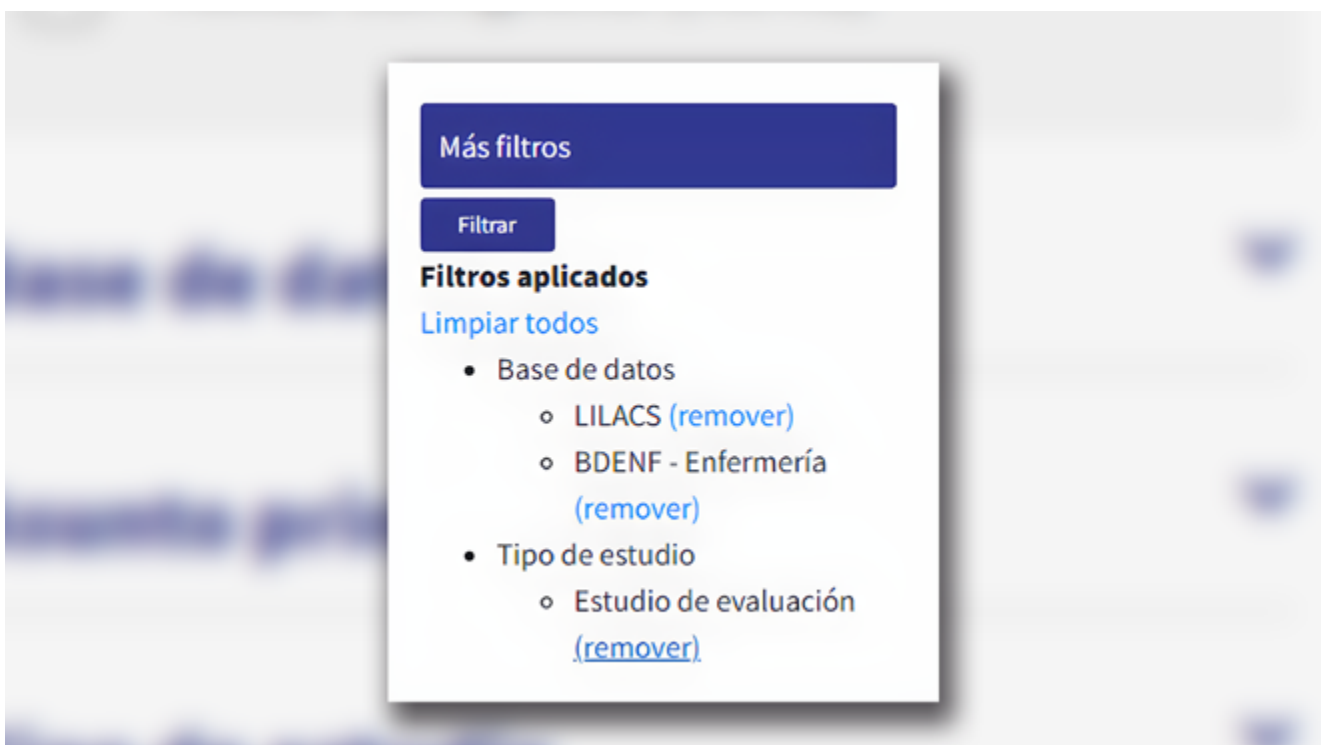 Más filtros
Filtrar
Filtros aplicados
Limpiar todos
Base de datos
LILACS (remover)
BDENF - Enfermería
(remover)
Tipo de estudio
Estudio de evaluación
(remover)